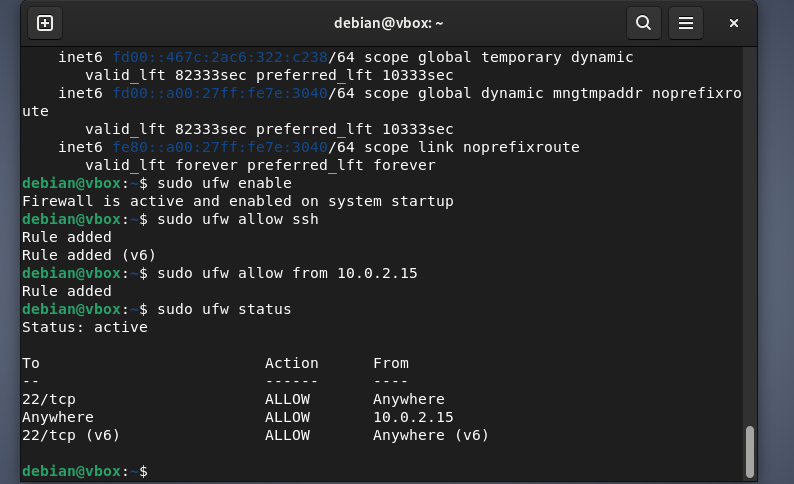 debian@vbox: ~
inet6 fd00::467c:2ac6:322:c238/64 scope global temporary dynamic
valid_lft 82333sec preferred_lft 10333sec
inet6 fd00::a00:27ff:fe7e:3040/64 scope global dynamic mngtmpaddr noprefixro
ute
valid_lft 82333sec preferred_lft 10333sec
inet6 fe80::a00:27ff:fe7e:3040/64 scope link noprefixroute
valid_lft forever preferred_lft forever
debian@vbox:~$ sudo ufw enable
Firewall is active and enabled on system startup
debian@vbox:~$ sudo ufw allow ssh
Rule added
Rule added (v6)
debian@vbox:~$ sudo ufw allow from 10.0.2.15
Rule added
debian@vbox:~$ sudo ufw status
Status: active
To                         Action      From
--                         ------      ----
22/tcp                     ALLOW       Anywhere
Anywhere                   ALLOW       10.0.2.15
22/tcp (v6)                ALLOW       Anywhere (v6)
debian@vbox:~$